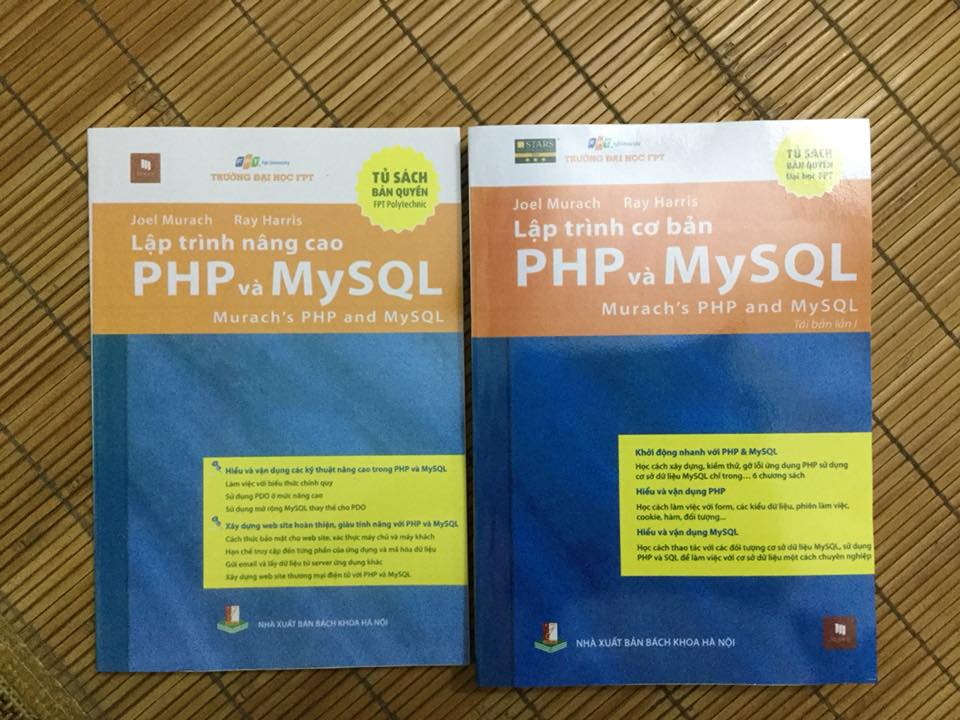 FPT Fpt University
TRƯỜNG ĐẠI HỌC FPT
TỦ SÁCH
BẢN QUYỀN
FPT Polytechnic
Joel Murach Ray Harris
Lập trình nâng cao
PHP và MySQL
Murach's PHP and MySQL
Hiểu và vận dụng các kỹ thuật nâng cao trong PHP và MySQL
Làm việc với biểu thức chính quy
Sử dụng PDO ở mức nâng cao
Sử dụng mở rộng MySQL thay thế cho PDO
Xây dựng web site hoàn thiện, giàu tính năng với PHP và MySQL
Cách thức bảo mật cho web site, xác thực máy chủ và máy khách
Hạn chế truy cập đến từng phần của ứng dụng và mã hóa dữ liệu
Gửi email và lấy dữ liệu từ server ứng dụng khác
Xây dựng web site thương mại điện tử với PHP và MySQL
NHÀ XUẤT BẢN BÁCH KHOA HÀ NỘI
STARS
FPT Fpt University
TRƯỜNG ĐẠI HỌC FPT
TỦ SÁCH
BẢN QUYỀN
Đại học FPT
Joel Murach Ray Harris
Lập trình cơ bản
PHP và MySQL
Murach's PHP and MySQL
Tái bản lần 1
Khởi động nhanh với PHP & MySQL
Học cách xây dựng, kiểm thử, gỡ lỗi ứng dụng PHP sử dụng
cơ sở dữ liệu MySQL chỉ trong... 6 chương sách
Hiểu và vận dụng PHP
Học cách làm việc với form, các kiểu dữ liệu, phiên làm việc,
cookie, hàm, đối tượng...
Hiểu và vận dụng MySQL
Học cách thao tác với các đối tượng cơ sở dữ liệu MySQL, sử dụng
PHP và SQL để làm việc với cơ sở dữ liệu một cách chuyên nghiệp
NHÀ XUẤT BẢN BÁCH KHOA HÀ NỘI